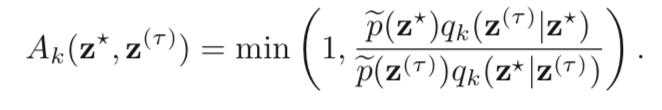 A_k(z^⋆, z^(τ)) = min ( 1, p̃(z^⋆)q_k(z^(τ)|z^⋆) / p̃(z^(τ))q_k(z^⋆|z^(τ)) ) .